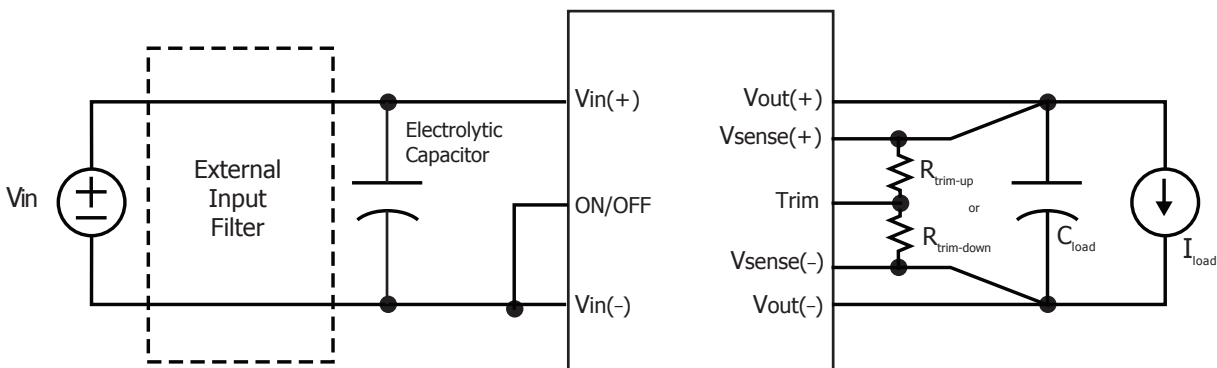 Vin
External
Input
Filter
Electrolytic
Capacitor
Vin(+)
ON/OFF
Vin(−)
Vout(+)
Vsense(+)
Trim
Vsense(−)
Vout(−)
Rtrim-up
or
Rtrim-down
Cload
Iload